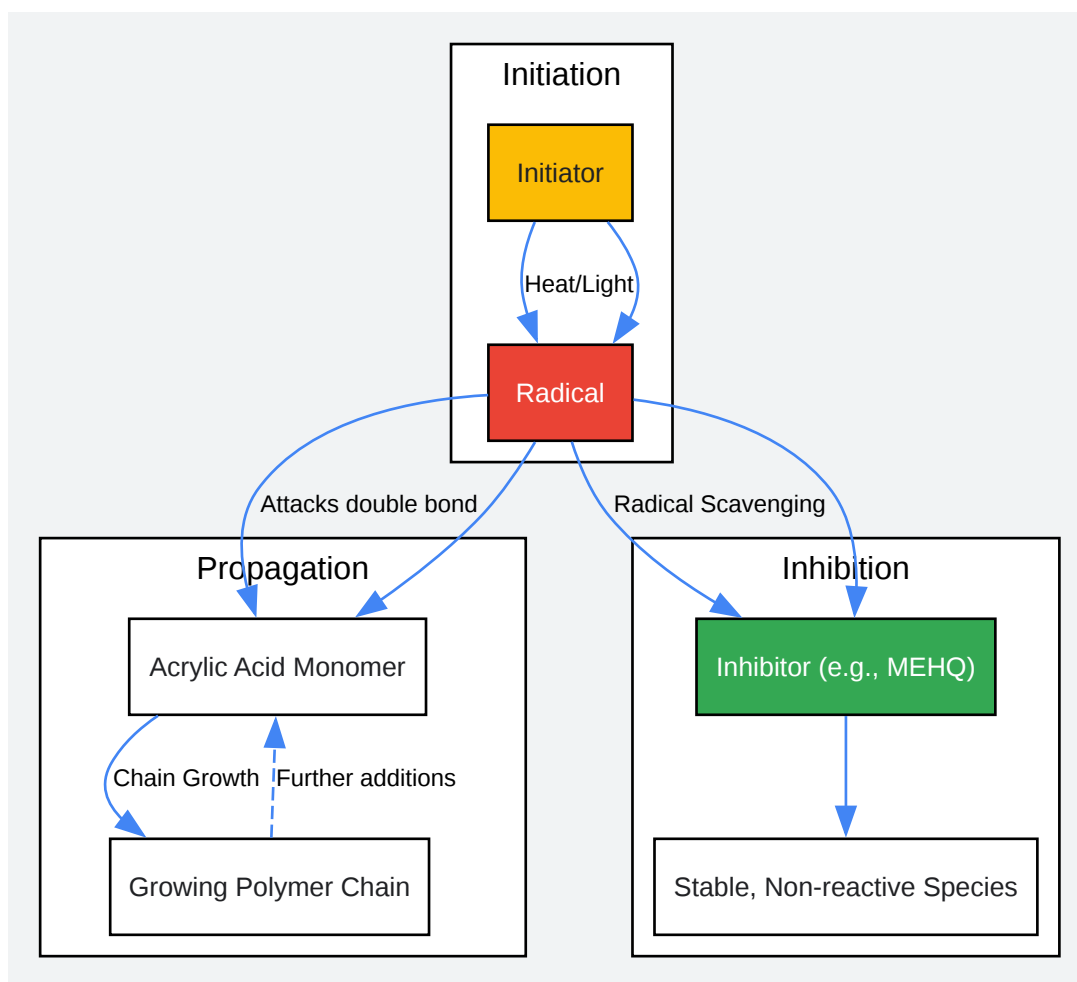 Initiation
Initiator
Heat/Light
Radical
Attacks double bond
Radical Scavenging
Propagation
Inhibition
Acrylic Acid Monomer
Inhibitor (e.g., MEHQ)
Chain Growth
Further additions
Growing Polymer Chain
Stable, Non-reactive Species